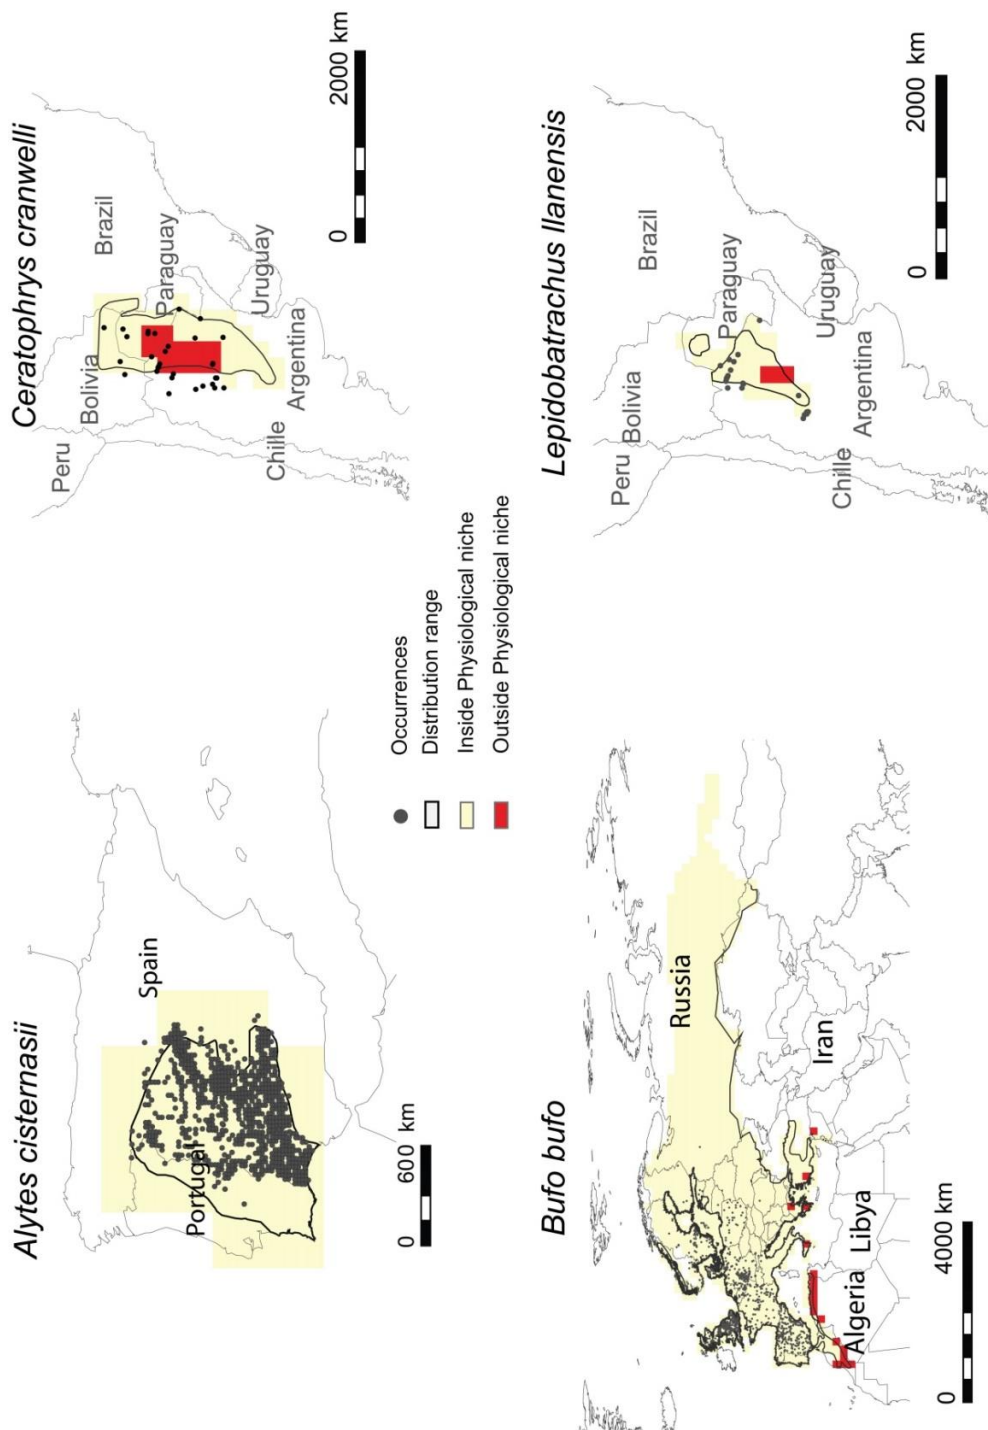 Alytes cisternasii
Spain
Portugal
0
600 km
Ceratophrys cranwelli
Peru
Bolivia
Brazil
Paraguay
Uruguay
Argentina
Chille
0
2000 km
Occurrences
Distribution range
Inside Physiological niche
Outside Physiological niche
Bufo bufo
Russia
Iran
Algeria
Libya
0
4000 km
Lepidobatrachus llanensis
Peru
Bolivia
Brazil
Paraguay
Uruguay
Argentina
Chille
0
2000 km